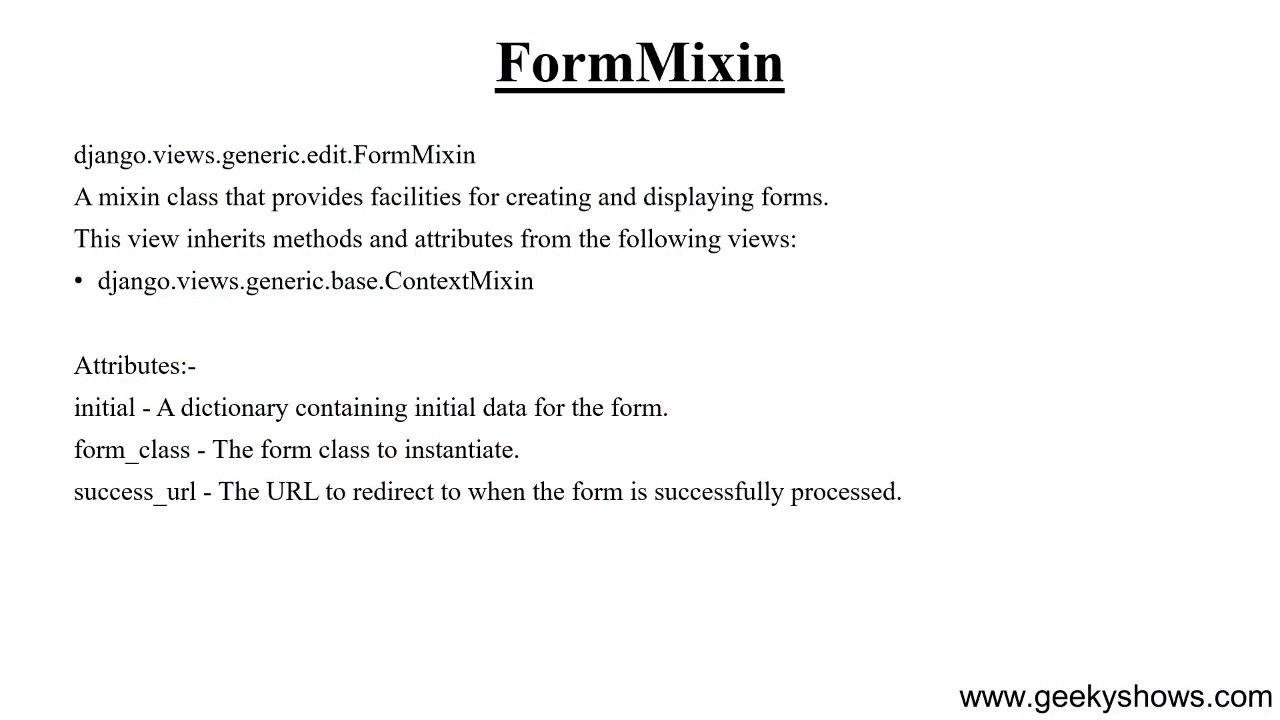 FormMixin
django.views.generic.edit.FormMixin
A mixin class that provides facilities for creating and displaying forms.
This view inherits methods and attributes from the following views:
• django.views.generic.base.ContextMixin
Attributes:-
initial - A dictionary containing initial data for the form.
form_class - The form class to instantiate.
success_url - The URL to redirect to when the form is successfully processed.
www.geekyshows.com